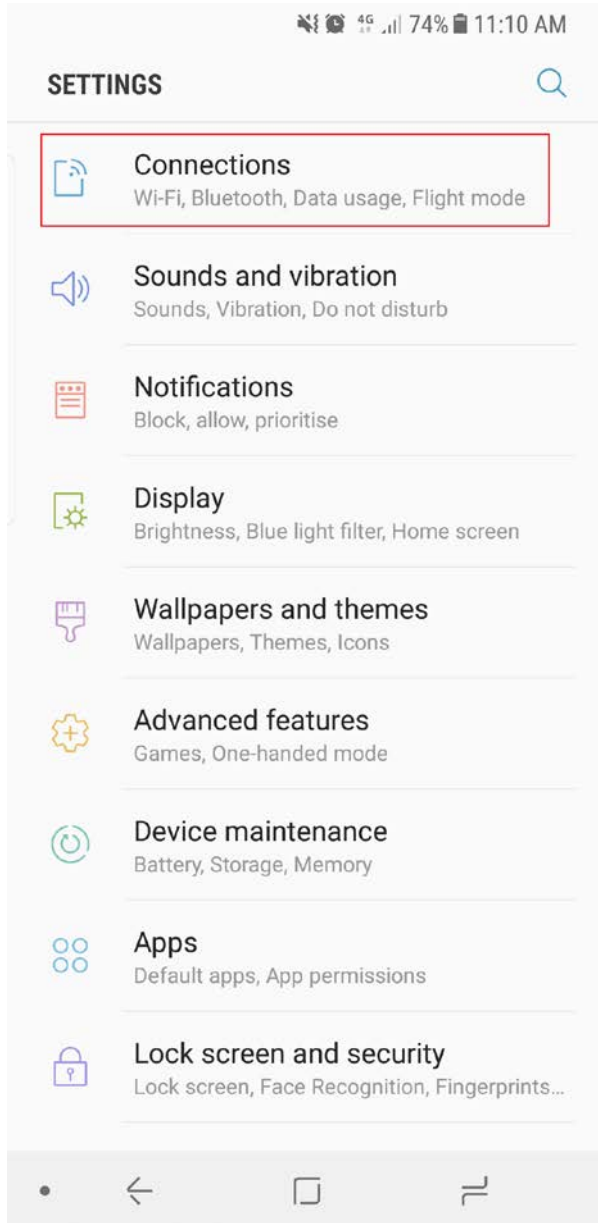 4G 74% 11:10 AM
SETTINGS
Connections
Wi-Fi, Bluetooth, Data usage, Flight mode
Sounds and vibration
Sounds, Vibration, Do not disturb
Notifications
Block, allow, prioritise
Display
Brightness, Blue light filter, Home screen
Wallpapers and themes
Wallpapers, Themes, Icons
Advanced features
Games, One-handed mode
Device maintenance
Battery, Storage, Memory
Apps
Default apps, App permissions
Lock screen and security
Lock screen, Face Recognition, Fingerprints...